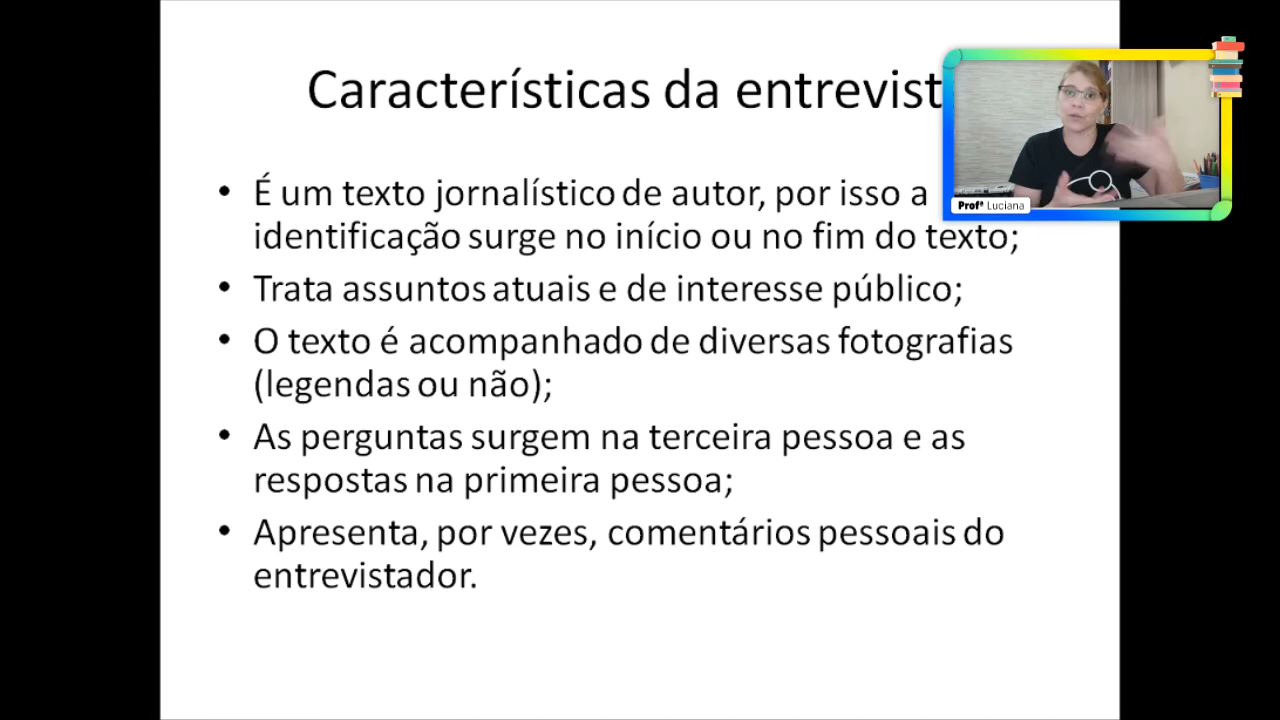 Características da entrevist
É um texto jornalístico de autor, por isso a
identificação surge no início ou no fim do texto;
Trata assuntos atuais e de interesse público;
O texto é acompanhado de diversas fotografias
(legendas ou não);
As perguntas surgem na terceira pessoa e as
respostas na primeira pessoa;
Apresenta, por vezes, comentários pessoais do
entrevistador.
Profª Luciana